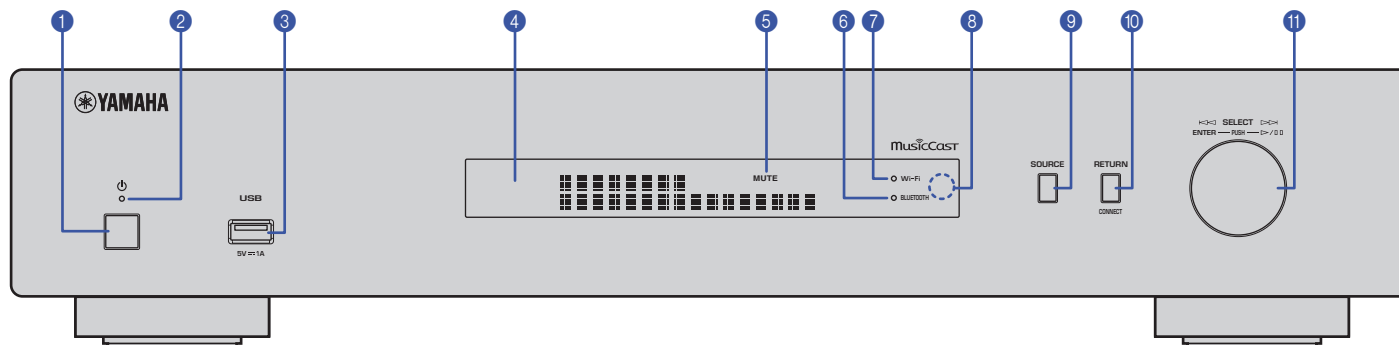 1 2 3 4 5 6 7 8 9 10 11
YAMAHA
USB
5V⎓1A
MUTE
MusicCast
Wi-Fi
BLUETOOTH
SOURCE
RETURN
CONNECT
SELECT
ENTER PUSH